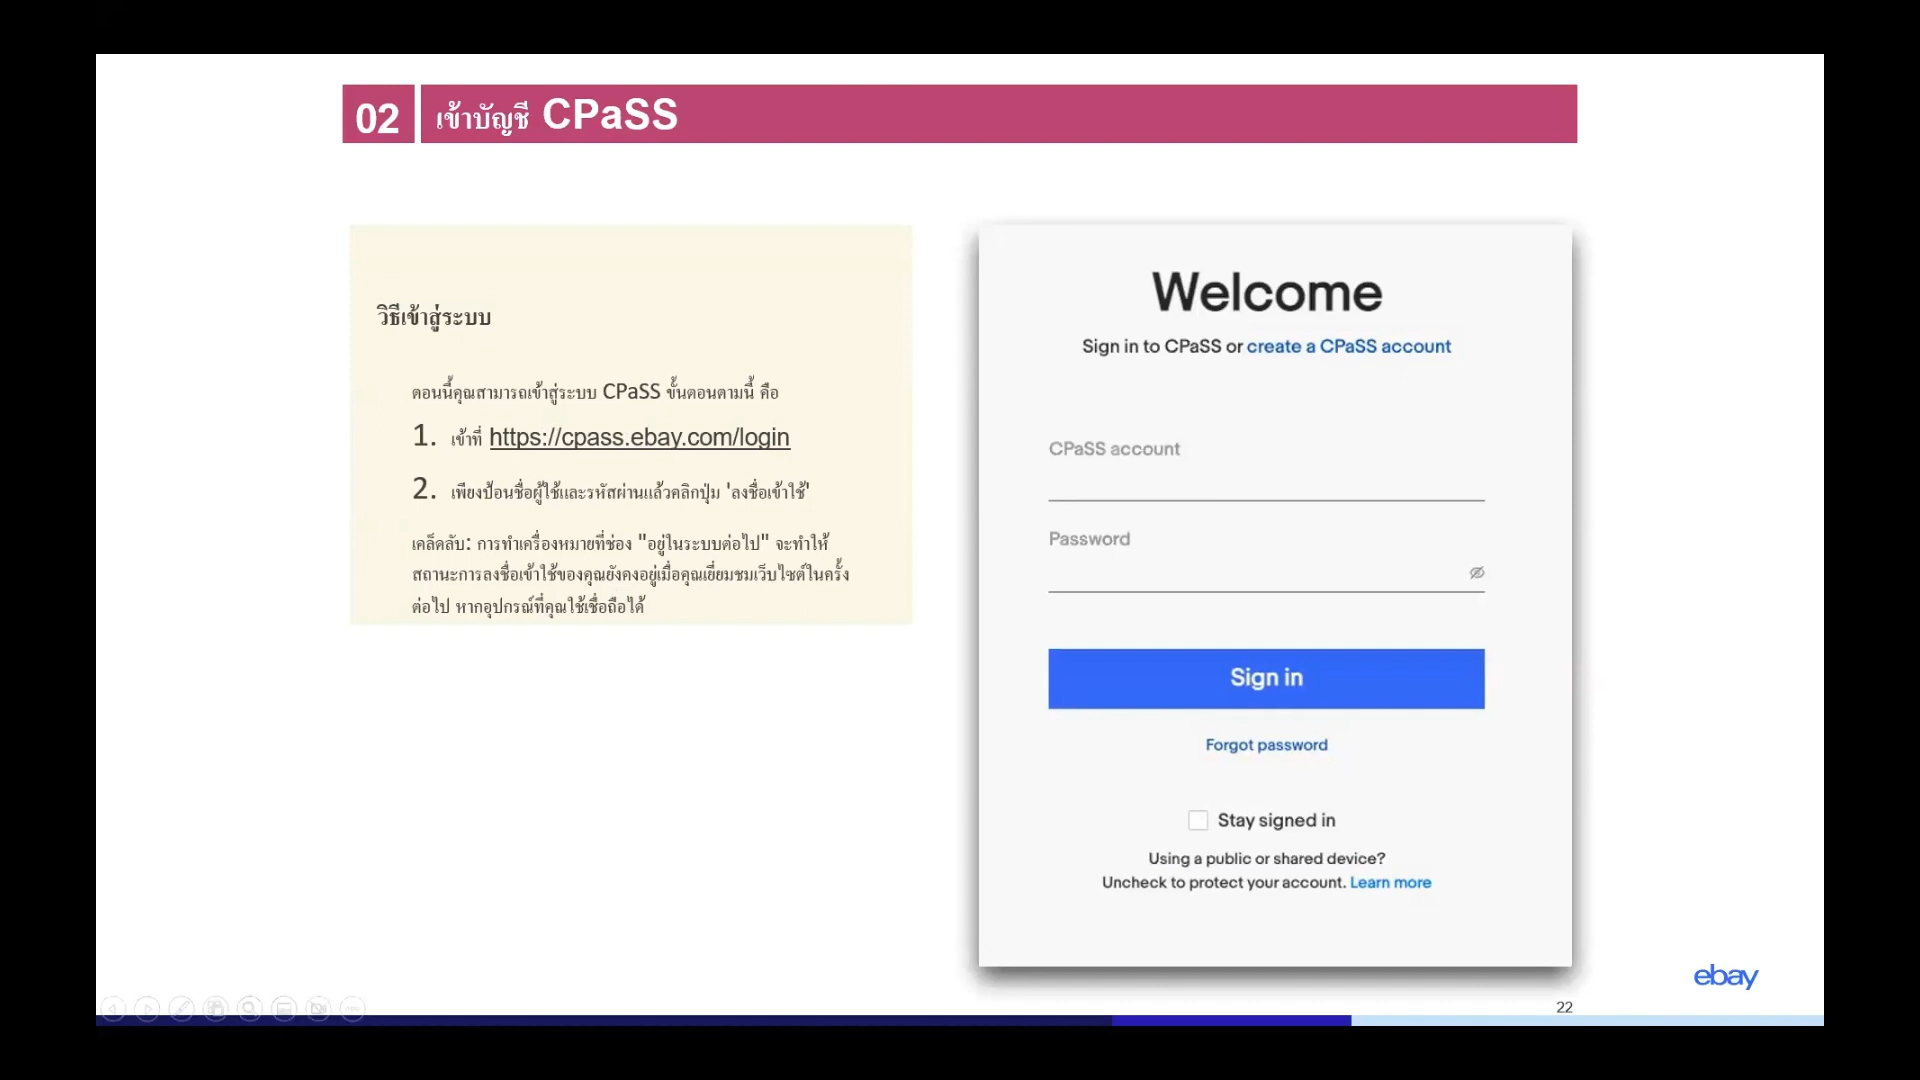 02 เข้าบัญชี CPaSS
วิธีเข้าสู่ระบบ
ตอนนี้คุณสามารถเข้าสู่ระบบ CPaSS ขั้นตอนตามนี้ คือ
1. เข้าที่ https://cpass.ebay.com/login
2. เพียงป้อนชื่อผู้ใช้และรหัสผ่านแล้วคลิกปุ่ม 'ลงชื่อเข้าใช้'
เคล็ดลับ: การทำเครื่องหมายที่ช่อง "อยู่ในระบบต่อไป" จะทำให้
สถานะการลงชื่อเข้าใช้ของคุณยังคงอยู่เมื่อคุณเยี่ยมชมเว็บไซต์ในครั้ง
ต่อไป หากอุปกรณ์ที่คุณใช้เชื่อถือได้
Welcome
Sign in to CPaSS or create a CPaSS account
CPaSS account
Password
Sign in
Forgot password
Stay signed in
Using a public or shared device?
Uncheck to protect your account. Learn more
ebay
22